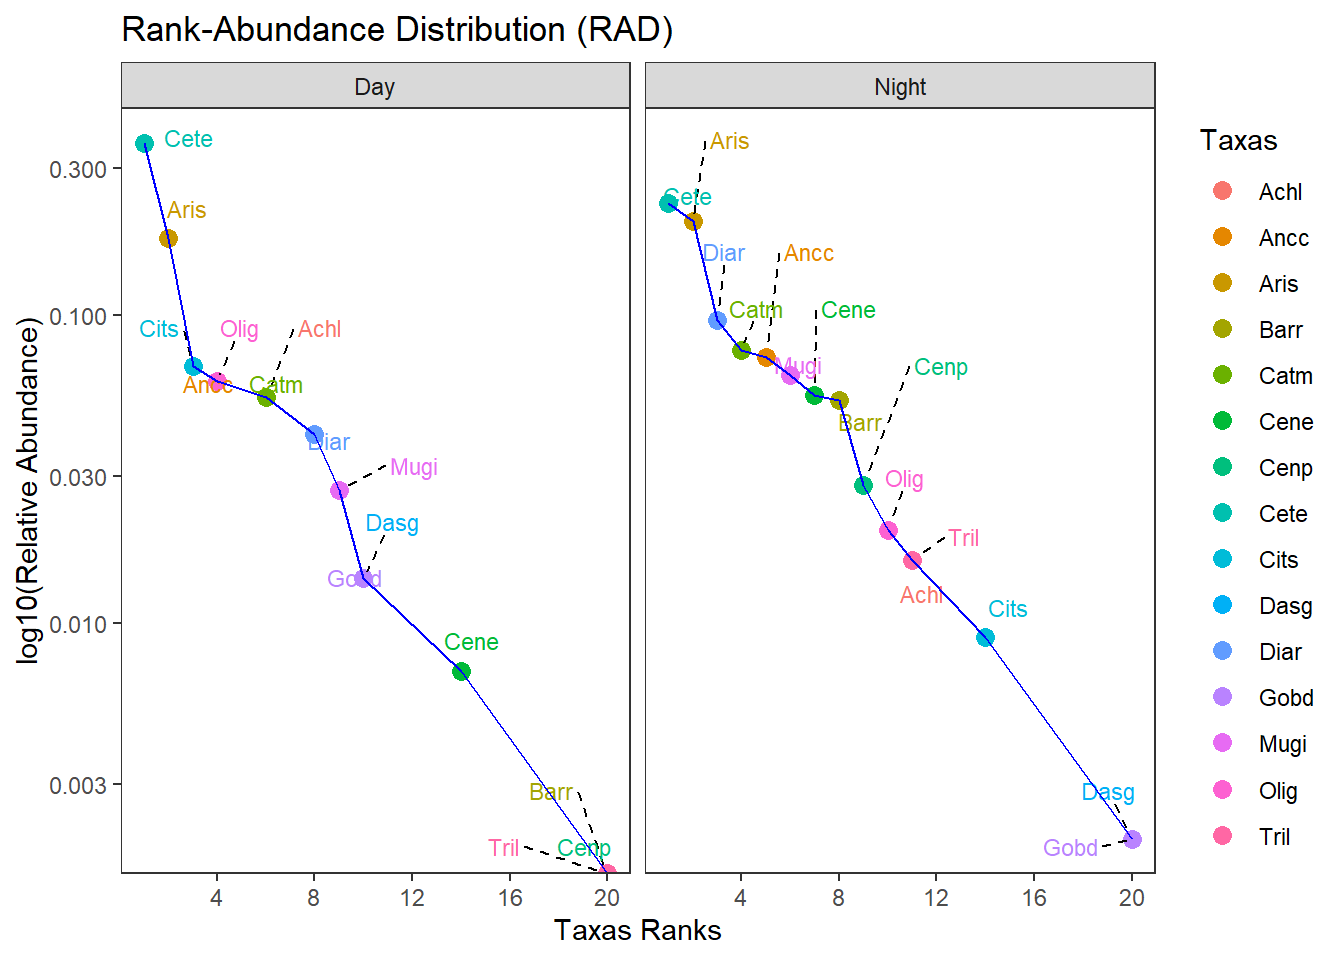 Rank-Abundance Distribution (RAD)
Day
Night
log10(Relative Abundance)
0.300
0.100
0.030
0.010
0.003
Cete
Aris
Cits
Olig
Achl
Ancc
Catm
Diar
Mugi
Dasg
Gobd
Cene
Barr
Tril
Cenp
Aris
Cete
Diar
Ancc
Catm
Cene
Mugi
Cenp
Barr
Olig
Tril
Achl
Cits
Dasg
Gobd
4 8 12 16 20
4 8 12 16 20
Taxas Ranks
Taxas
Achl
Ancc
Aris
Barr
Catm
Cene
Cenp
Cete
Cits
Dasg
Diar
Gobd
Mugi
Olig
Tril